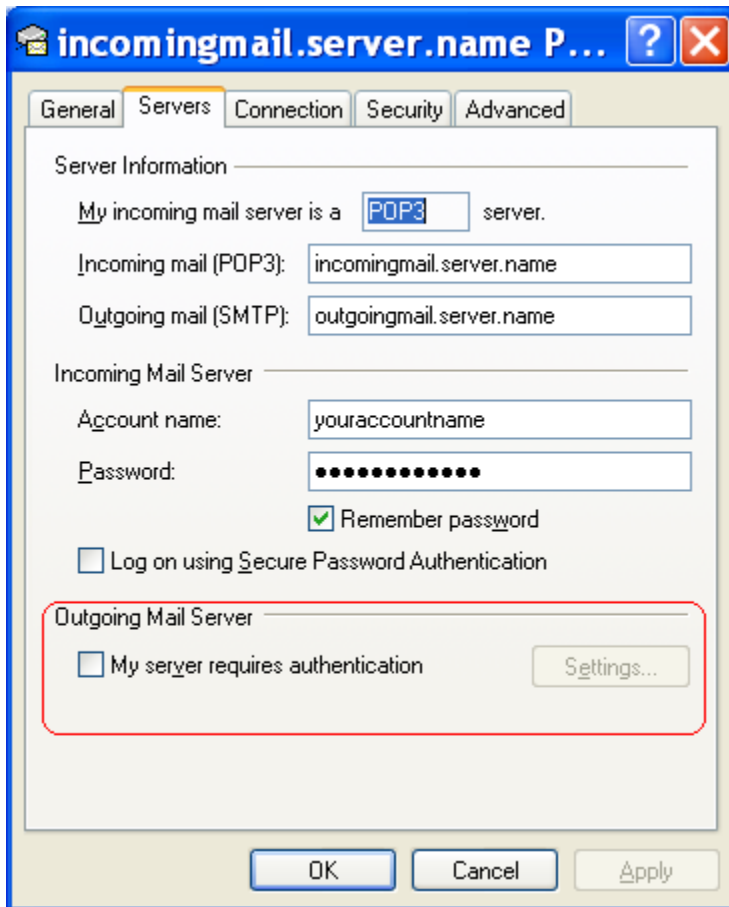 incomingmail.server.name P...
General Servers Connection Security Advanced
Server Information
My incoming mail server is a POP3 server.
Incoming mail (POP3): incomingmail.server.name
Outgoing mail (SMTP): outgoingmail.server.name
Incoming Mail Server
Account name: youraccountname
Password: ●●●●●●●●●●●●
Remember password
Log on using Secure Password Authentication
Outgoing Mail Server
My server requires authentication Settings...
OK Cancel Apply